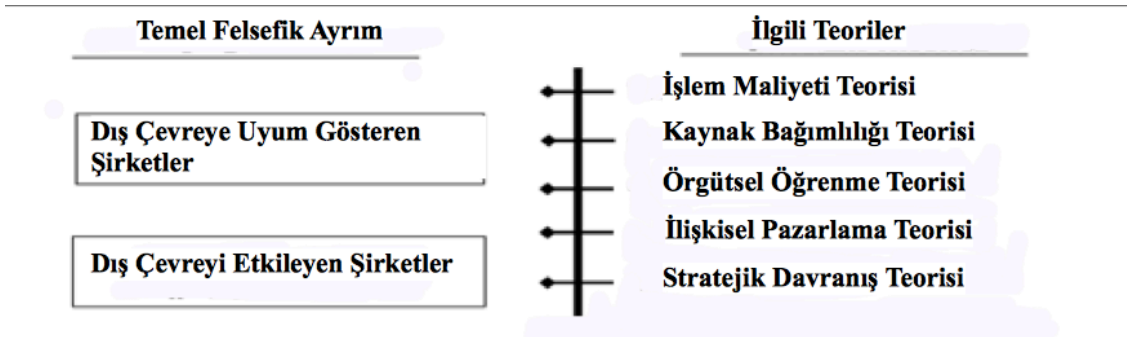 Temel Felsefik Ayrım
Dış Çevreye Uyum Gösteren
Şirketler
Dış Çevreyi Etkileyen Şirketler
İlgili Teoriler
İşlem Maliyeti Teorisi
Kaynak Bağımlılığı Teorisi
Örgütsel Öğrenme Teorisi
İlişkisel Pazarlama Teorisi
Stratejik Davranış Teorisi